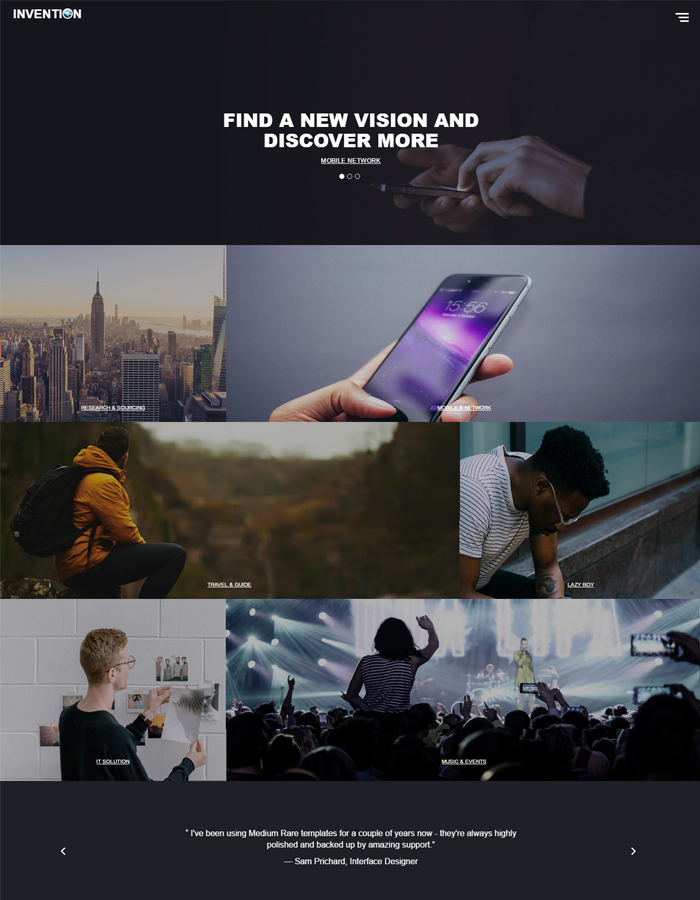 INVENTION
FIND A NEW VISION AND
DISCOVER MORE
MOBILE NETWORK
15:56
RESEARCH & SOURCING
MOBILE & NETWORK
TRAVEL & GUIDE
LAZY BOY
IT SOLUTION
MUSIC & EVENTS
" I've been using Medium Rare templates for a couple of years now - they're always highly
polished and backed up by amazing support."
— Sam Prichard, Interface Designer